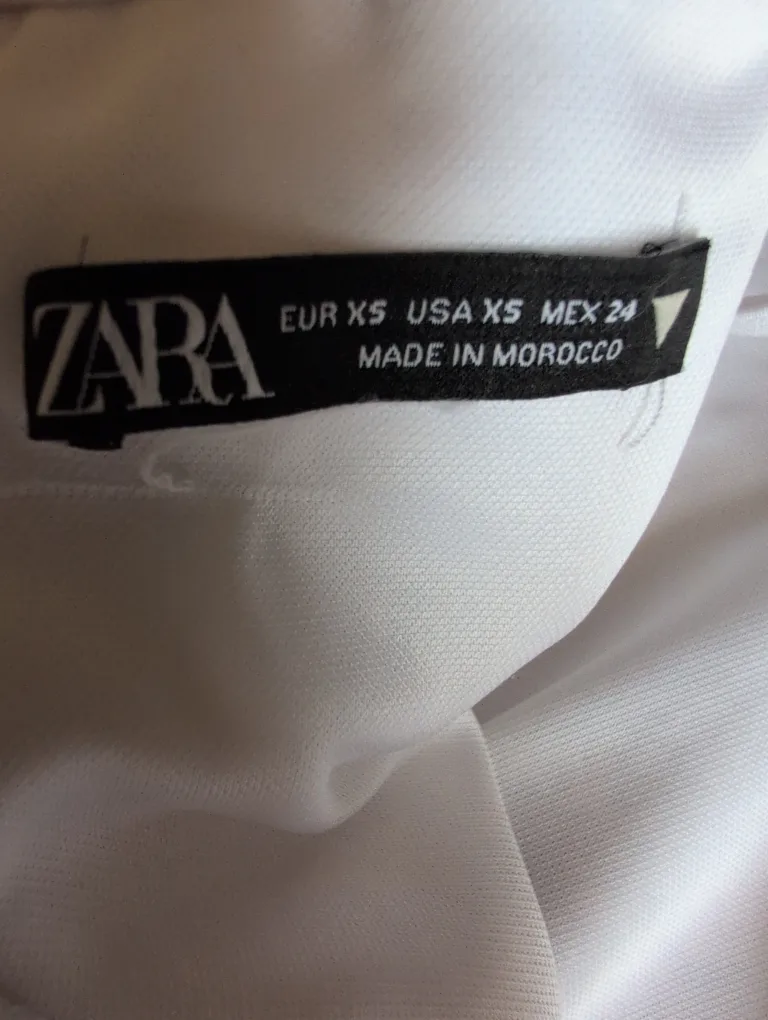 ZARA
EUR XS USA XS MEX 24
MADE IN MOROCCO